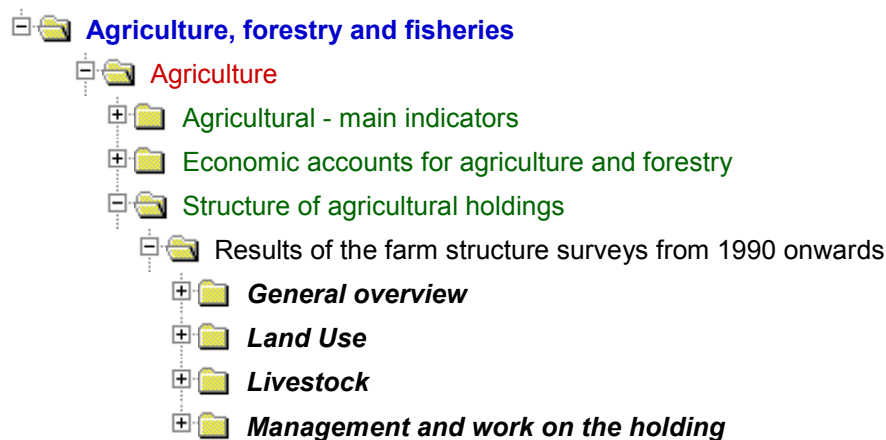 Agriculture, forestry and fisheries
Agriculture
Agricultural - main indicators
Economic accounts for agriculture and forestry
Structure of agricultural holdings
Results of the farm structure surveys from 1990 onwards
General overview
Land Use
Livestock
Management and work on the holding